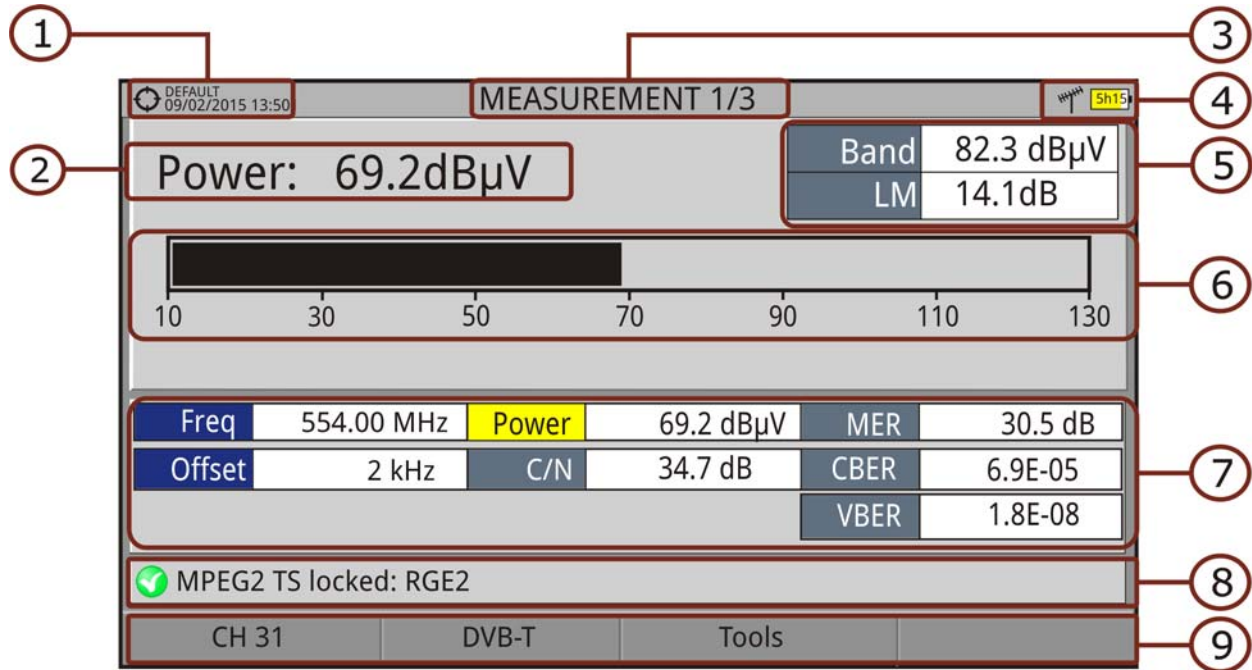 1
3
DEFAULT
09/02/2015 13:50
MEASUREMENT 1/3
5h15
4
2
Power: 69.2dBµV
Band 82.3 dBµV
LM 14.1dB
5
6
10 30 50 70 90 110 130
Freq 554.00 MHz Power 69.2 dBµV MER 30.5 dB
Offset 2 kHz C/N 34.7 dB CBER 6.9E-05
VBER 1.8E-08
7
MPEG2 TS locked: RGE2
8
CH 31 DVB-T Tools
9